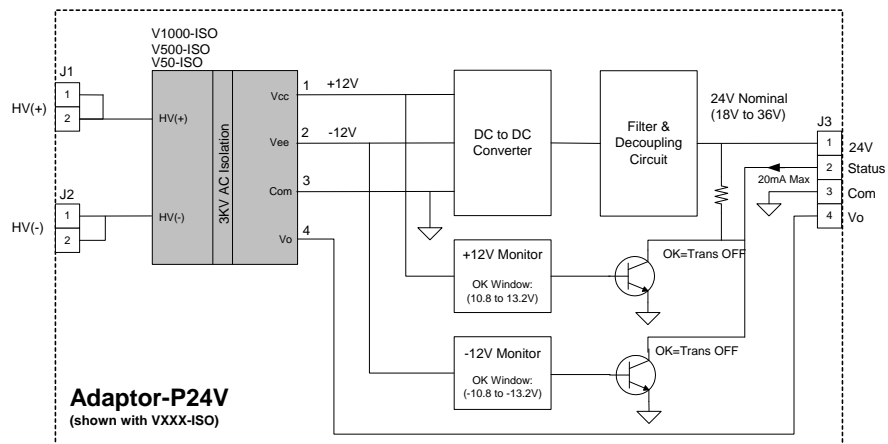 V1000-ISO
V500-ISO
V50-ISO
J1
1
2
HV(+)
HV(+)
J2
1
2
HV(-)
HV(-)
3KV AC Isolation
Vcc
Vee
Com
Vo
1
2
3
4
+12V
-12V
DC to DC
Converter
Filter &
Decoupling
Circuit
24V Nominal
(18V to 36V)
J3
1
2
3
4
24V
Status
Com
Vo
20mA Max
+12V Monitor
OK Window:
(10.8 to 13.2V)
OK=Trans OFF
-12V Monitor
OK Window:
(-10.8 to -13.2V)
OK=Trans OFF
Adaptor-P24V
(shown with VXXX-ISO)